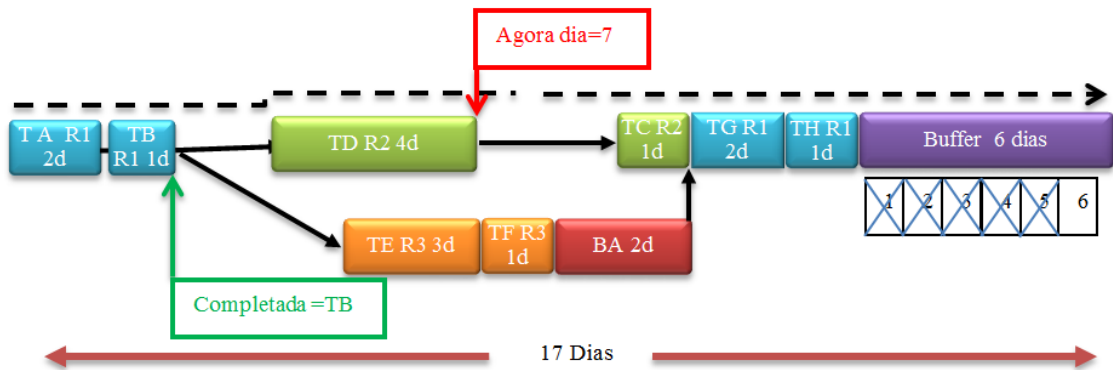 Agora dia=7
T A R1
2d
TB
R1 1d
TD R2 4d
TC R2
1d
TG R1
2d
TH R1
1d
Buffer 6 dias
1 2 3 4 5 6
TE R3 3d
TF R3
1d
BA 2d
Completada =TB
17 Dias